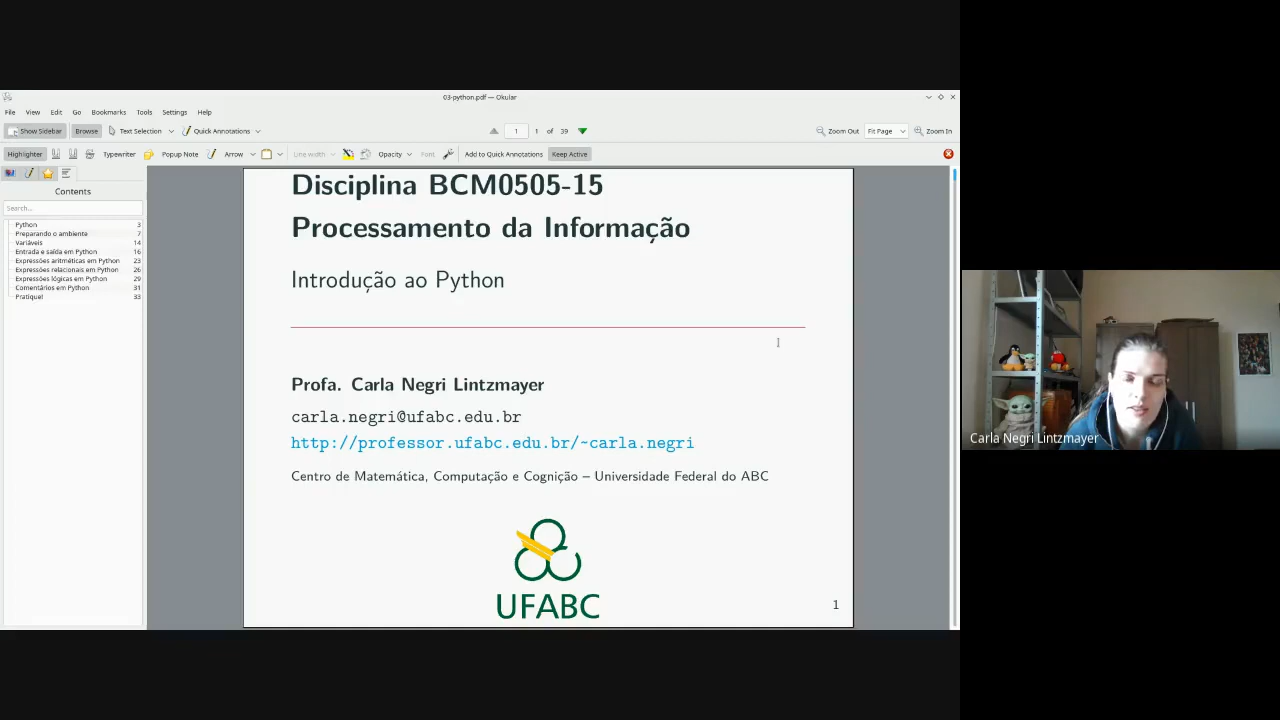 03-python.pdf — Okular
File View Edit Go Bookmarks Tools Settings Help
Show Sidebar Browse Text Selection Quick Annotations 1 1 of 39 Zoom Out Fit Page Zoom In
Highlighter Typewriter Popup Note Arrow Line width Opacity Font Add to Quick Annotations Keep Active
Contents
Search...
Python 3
Preparando o ambiente 7
Variáveis 14
Entrada e saída em Python 16
Expressões aritméticas em Python 23
Expressões relacionais em Python 26
Expressões lógicas em Python 29
Comentários em Python 31
Pratique! 33
Disciplina BCM0505-15
Processamento da Informação
Introdução ao Python
Profa. Carla Negri Lintzmayer
carla.negri@ufabc.edu.br
http://professor.ufabc.edu.br/~carla.negri
Centro de Matemática, Computação e Cognição – Universidade Federal do ABC
UFABC
1
Carla Negri Lintzmayer